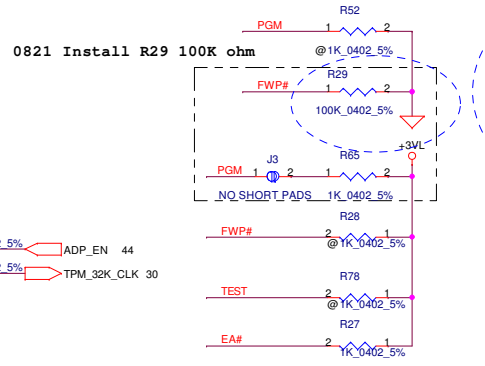 R52
PGM 1 2
@1K_0402_5%
0821 Install R29 100K ohm
R29
FWP# 1 2
100K_0402_5%
+3VL
J3 R65
PGM 1 2 1 2
NO SHORT PADS 1K_0402_5%
R28
FWP# 2 1
@1K_0402_5%
_5% ADP_EN 44
_5% TPM_32K_CLK 30
R78
TEST 2 1
@1K_0402_5%
R27
EA# 2 1
1K_0402_5%